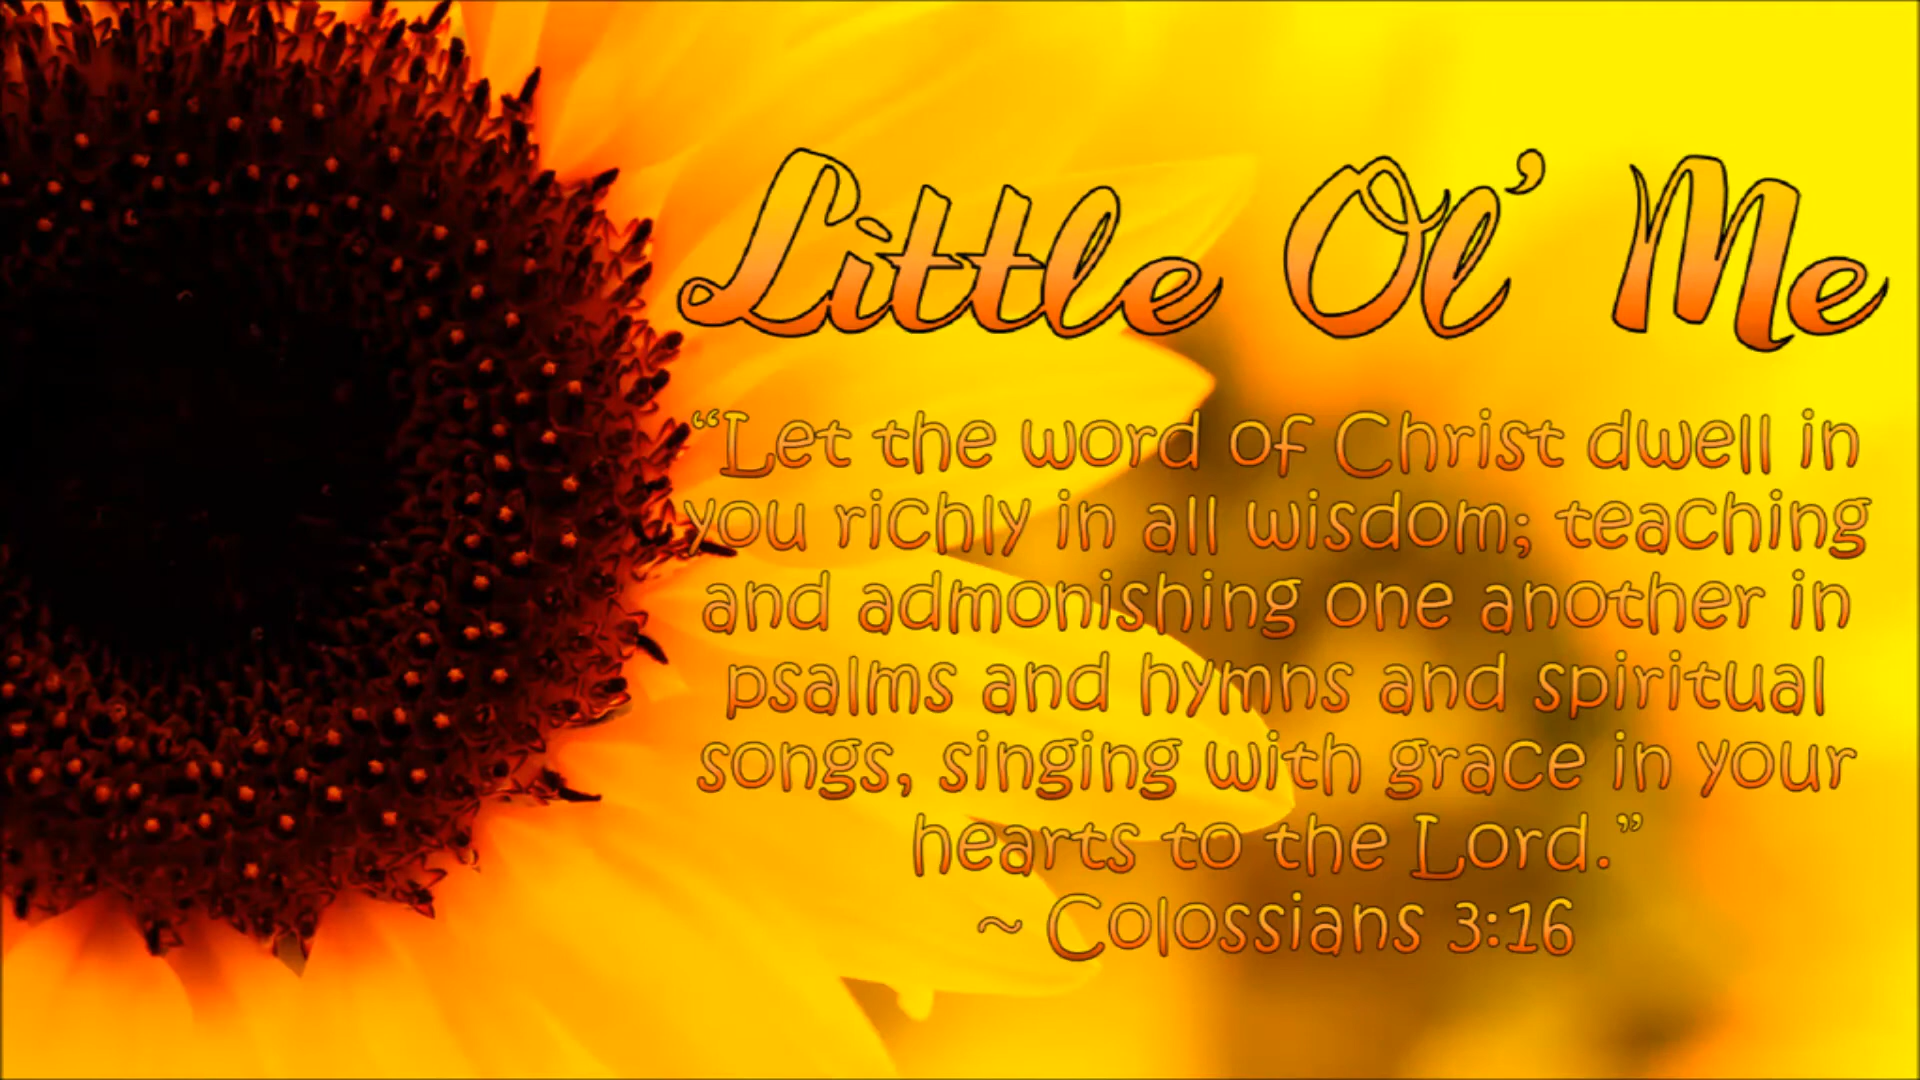 Little Ol’ Me
“Let the word of Christ dwell in
you richly in all wisdom; teaching
and admonishing one another in
psalms and hymns and spiritual
songs, singing with grace in your
hearts to the Lord.”
~ Colossians 3:16